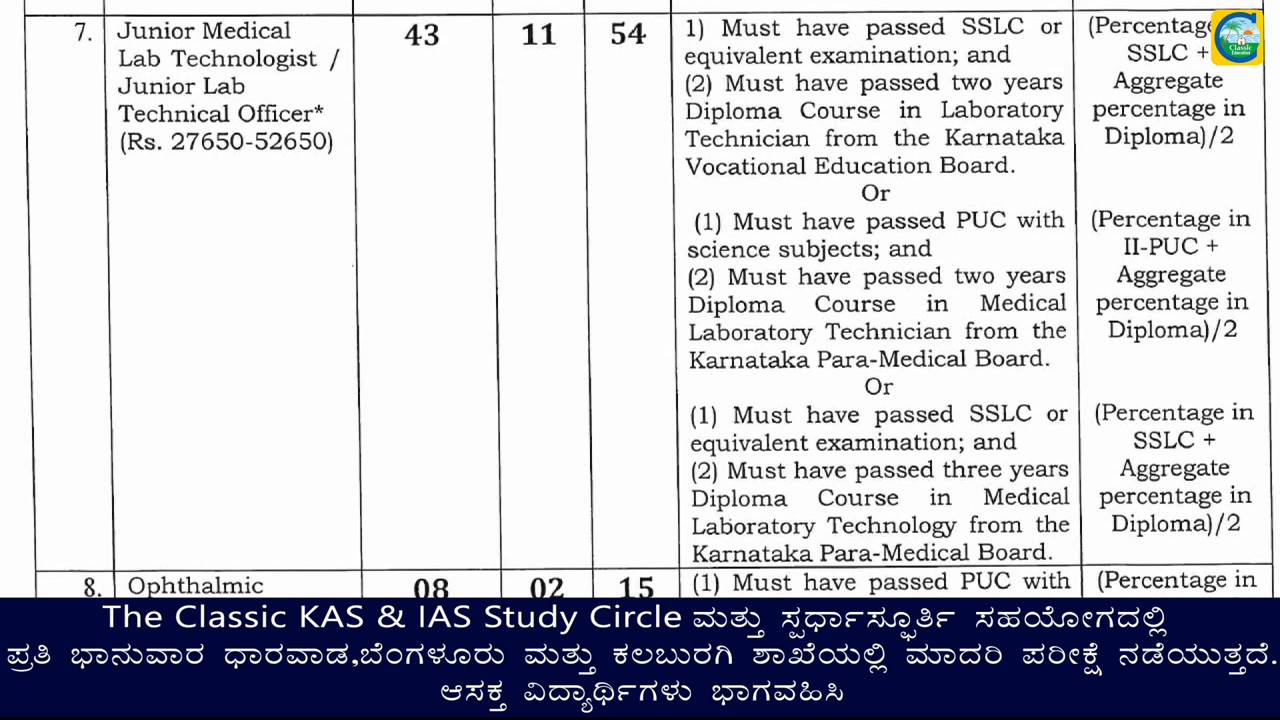 7. Junior Medical Lab Technologist / Junior Lab Technical Officer* (Rs. 27650-52650)
43
11
54
1) Must have passed SSLC or
equivalent examination; and
(2) Must have passed two years
Diploma Course in Laboratory
Technician from the Karnataka
Vocational Education Board.
Or
(1) Must have passed PUC with
science subjects; and
(2) Must have passed two years
Diploma Course in Medical
Laboratory Technician from the
Karnataka Para-Medical Board.
Or
(1) Must have passed SSLC or
equivalent examination; and
(2) Must have passed three years
Diploma Course in Medical
Laboratory Technology from the
Karnataka Para-Medical Board.
(Percentage
SSLC +
Aggregate
percentage in
Diploma)/2
(Percentage in
II-PUC +
Aggregate
percentage in
Diploma)/2
(Percentage in
SSLC +
Aggregate
percentage in
Diploma)/2
Classic
Education
8. Ophthalmic
08
02
15
(1) Must have passed PUC with
(Percentage in
The Classic KAS & IAS Study Circle ಮತ್ತು ಸ್ಪರ್ಧಾಸ್ಫೂರ್ತಿ ಸಹಯೋಗದಲ್ಲಿ
ಪ್ರತಿ ಭಾನುವಾರ ಧಾರವಾಡ,ಬೆಂಗಳೂರು ಮತ್ತು ಕಲಬುರಗಿ ಶಾಖೆಯಲ್ಲಿ ಮಾದರಿ ಪರೀಕ್ಷೆ ನಡೆಯುತ್ತದೆ.
ಆಸಕ್ತ ವಿದ್ಯಾರ್ಥಿಗಳು ಭಾಗವಹಿಸಿ